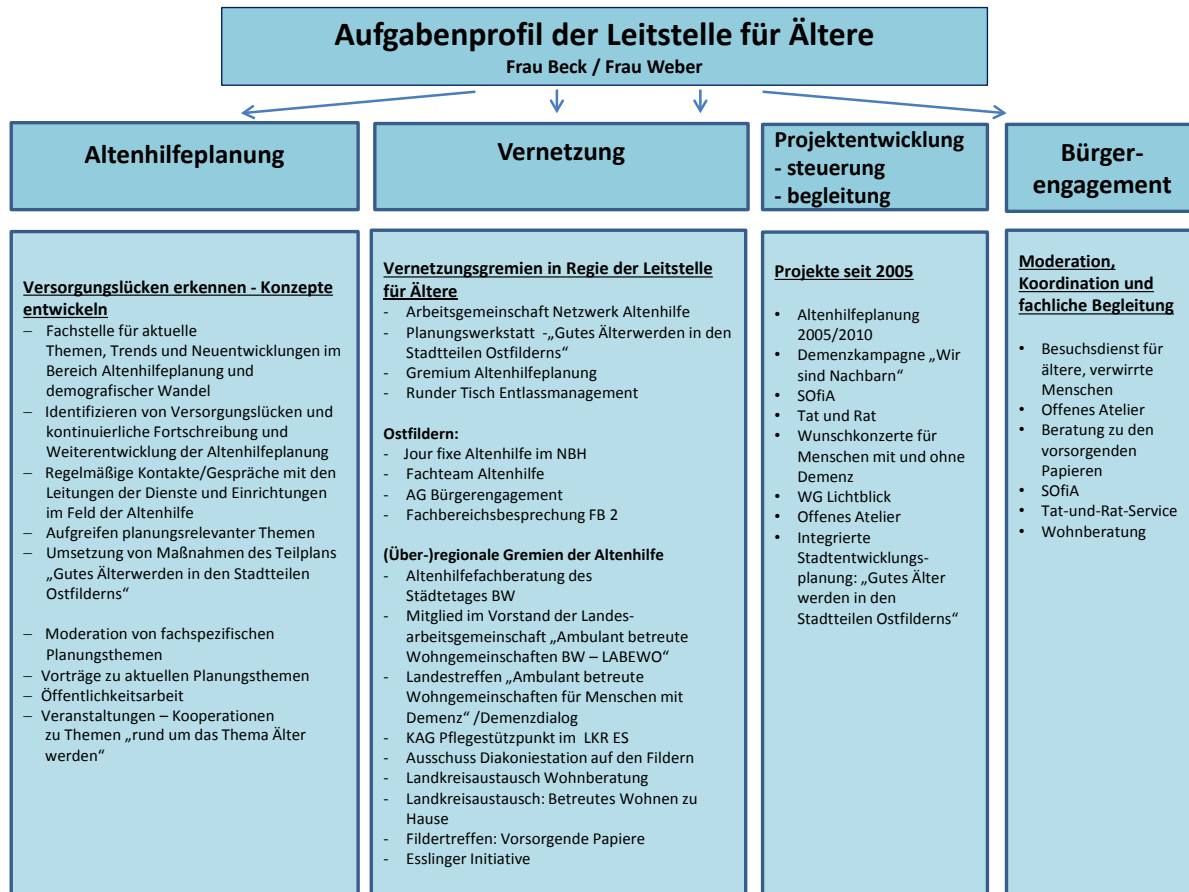 Aufgabenprofil der Leitstelle für Ältere
Frau Beck / Frau Weber
Altenhilfeplanung
Versorgungslücken erkennen - Konzepte
entwickeln
– Fachstelle für aktuelle
Themen, Trends und Neuentwicklungen im
Bereich Altenhilfeplanung und
demografischer Wandel
– Identifizieren von Versorgungslücken und
kontinuierliche Fortschreibung und
Weiterentwicklung der Altenhilfeplanung
– Regelmäßige Kontakte/Gespräche mit den
Leitungen der Dienste und Einrichtungen
im Feld der Altenhilfe
– Aufgreifen planungsrelevanter Themen
– Umsetzung von Maßnahmen des Teilplans
„Gutes Älterwerden in den Stadtteilen
Ostfilderns“
– Moderation von fachspezifischen
Planungsthemen
– Vorträge zu aktuellen Planungsthemen
– Öffentlichkeitsarbeit
– Veranstaltungen – Kooperationen
zu Themen „rund um das Thema Älter
werden“
Vernetzung
Vernetzungsgremien in Regie der Leitstelle
für Ältere
- Arbeitsgemeinschaft Netzwerk Altenhilfe
- Planungswerkstatt -„Gutes Älterwerden in den
Stadtteilen Ostfilderns“
- Gremium Altenhilfeplanung
- Runder Tisch Entlassmanagement
Ostfildern:
- Jour fixe Altenhilfe im NBH
- Fachteam Altenhilfe
- AG Bürgerengagement
- Fachbereichsbesprechung FB 2
(Über-)regionale Gremien der Altenhilfe
- Altenhilfefachberatung des
Städtetages BW
- Mitglied im Vorstand der Landes-
arbeitsgemeinschaft „Ambulant betreute
Wohngemeinschaften BW – LABEWO“
- Landestreffen „Ambulant betreute
Wohngemeinschaften für Menschen mit
Demenz“ /Demenzdialog
- KAG Pflegestützpunkt im LKR ES
- Ausschuss Diakoniestation auf den Fildern
- Landkreisaustausch Wohnberatung
- Landkreisaustausch: Betreutes Wohnen zu
Hause
- Fildertreffen: Vorsorgende Papiere
- Esslinger Initiative
Projektentwicklung
- steuerung
- begleitung
Projekte seit 2005
• Altenhilfeplanung
2005/2010
• Demenzkampagne „Wir
sind Nachbarn“
• SOfiA
• Tat und Rat
• Wunschkonzerte für
Menschen mit und ohne
Demenz
• WG Lichtblick
• Offenes Atelier
• Integrierte
Stadtentwicklungs-
planung: „Gutes Älter
werden in den
Stadtteilen Ostfilderns“
Bürger-
engagement
Moderation,
Koordination und
fachliche Begleitung
• Besuchsdienst für
ältere, verwirrte
Menschen
• Offenes Atelier
• Beratung zu den
vorsorgenden
Papieren
• SOfiA
• Tat-und-Rat-Service
• Wohnberatung